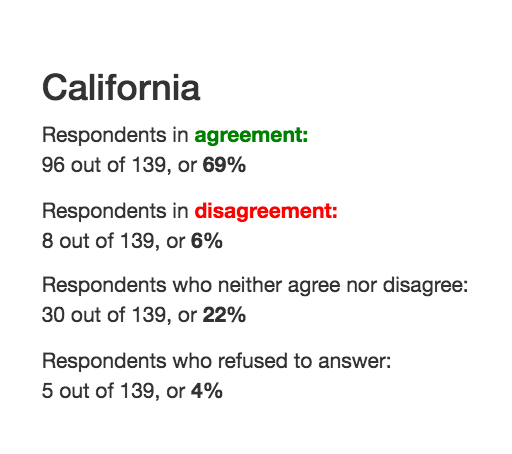 California
Respondents in agreement:
96 out of 139, or 69%
Respondents in disagreement:
8 out of 139, or 6%
Respondents who neither agree nor disagree:
30 out of 139, or 22%
Respondents who refused to answer:
5 out of 139, or 4%